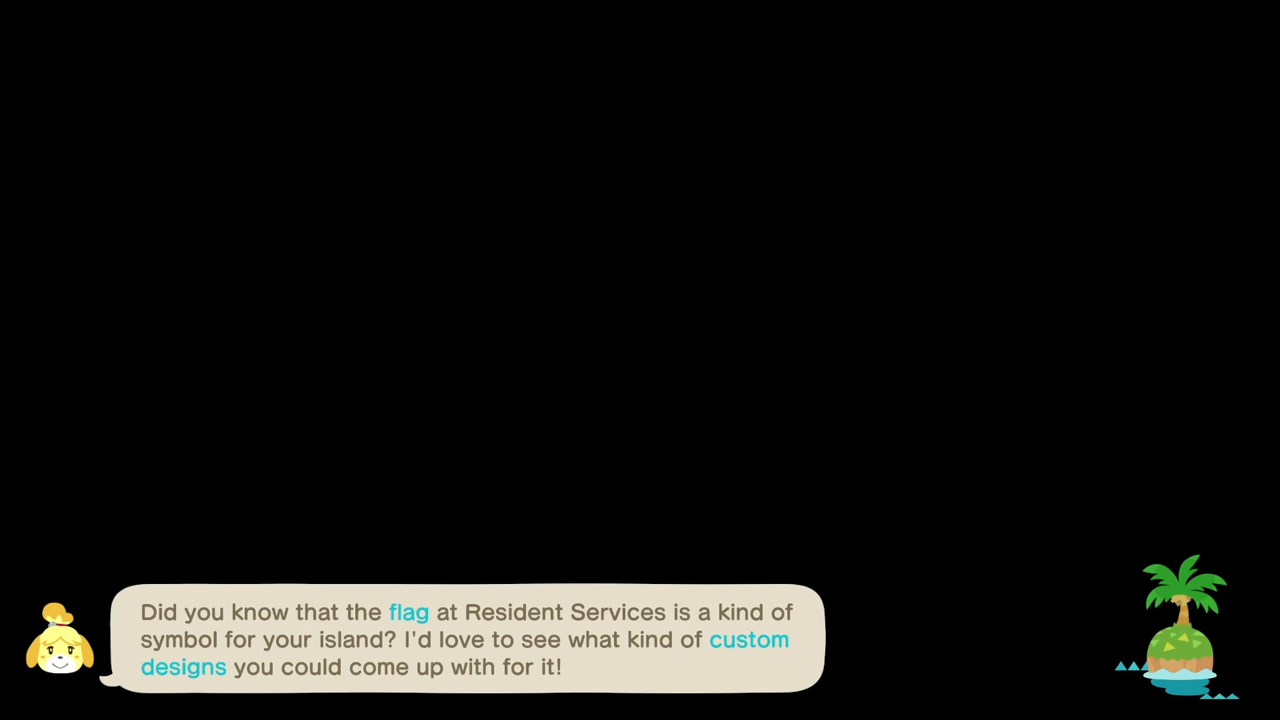 Did you know that the flag at Resident Services is a kind of
symbol for your island? I'd love to see what kind of custom
designs you could come up with for it!